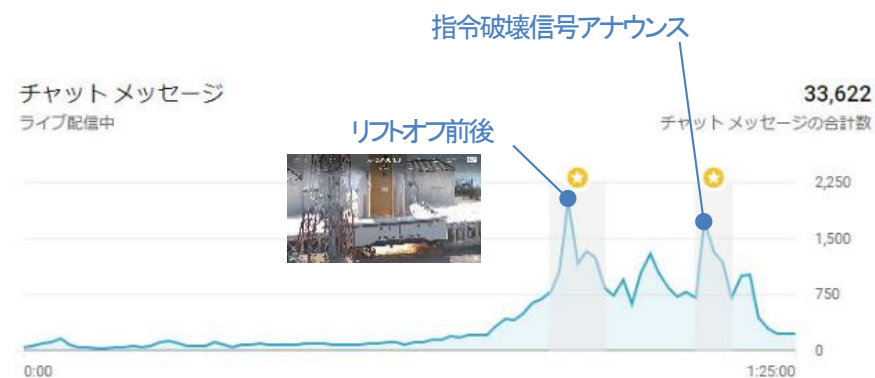 指令破壊信号アナウンス
チャット メッセージ
33,622
ライブ配信中
リフトオフ前後
チャット メッセージの合計数
2,250
1,500
750
0
0:00
1:25:00